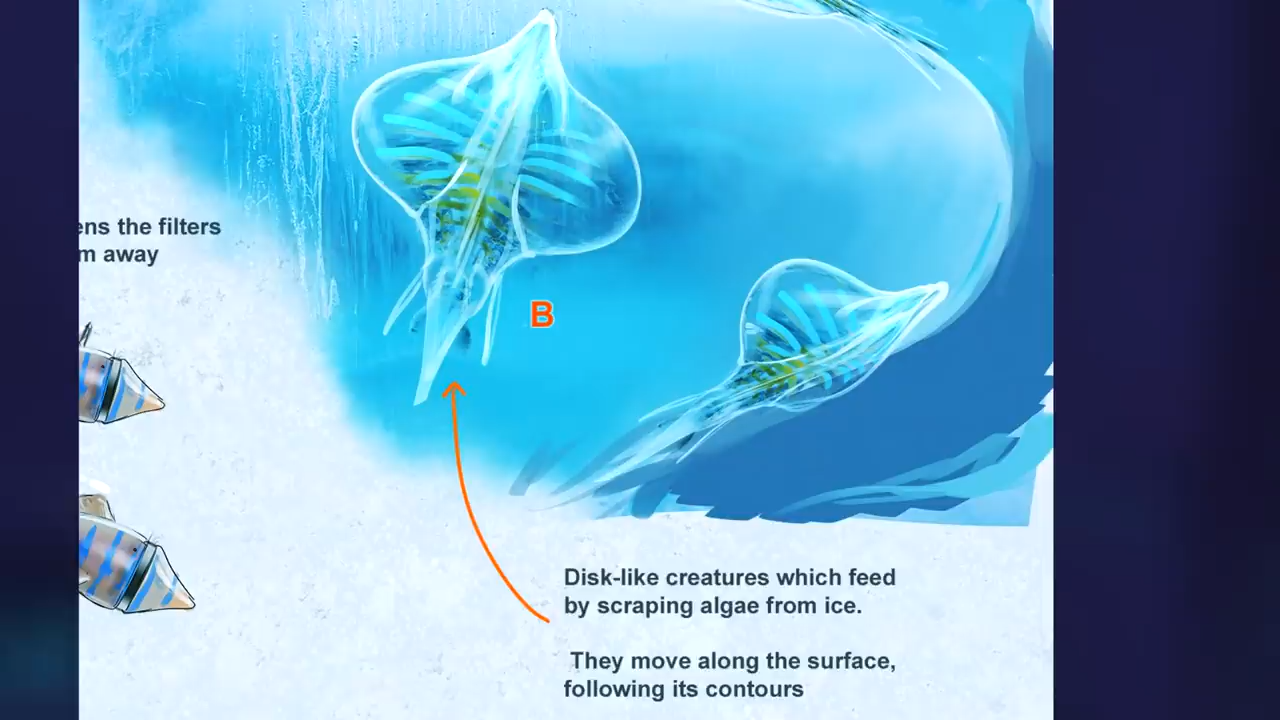 ens the filters
m away
B
Disk-like creatures which feed
by scraping algae from ice.
They move along the surface,
following its contours